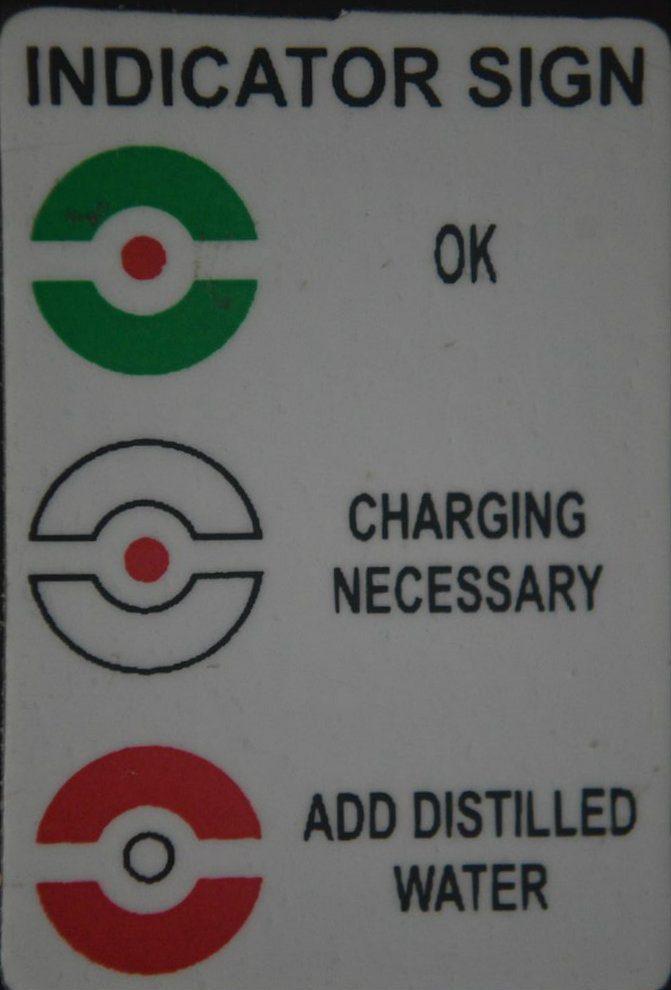 INDICATOR SIGN
OK
CHARGING
NECESSARY
ADD DISTILLED
WATER